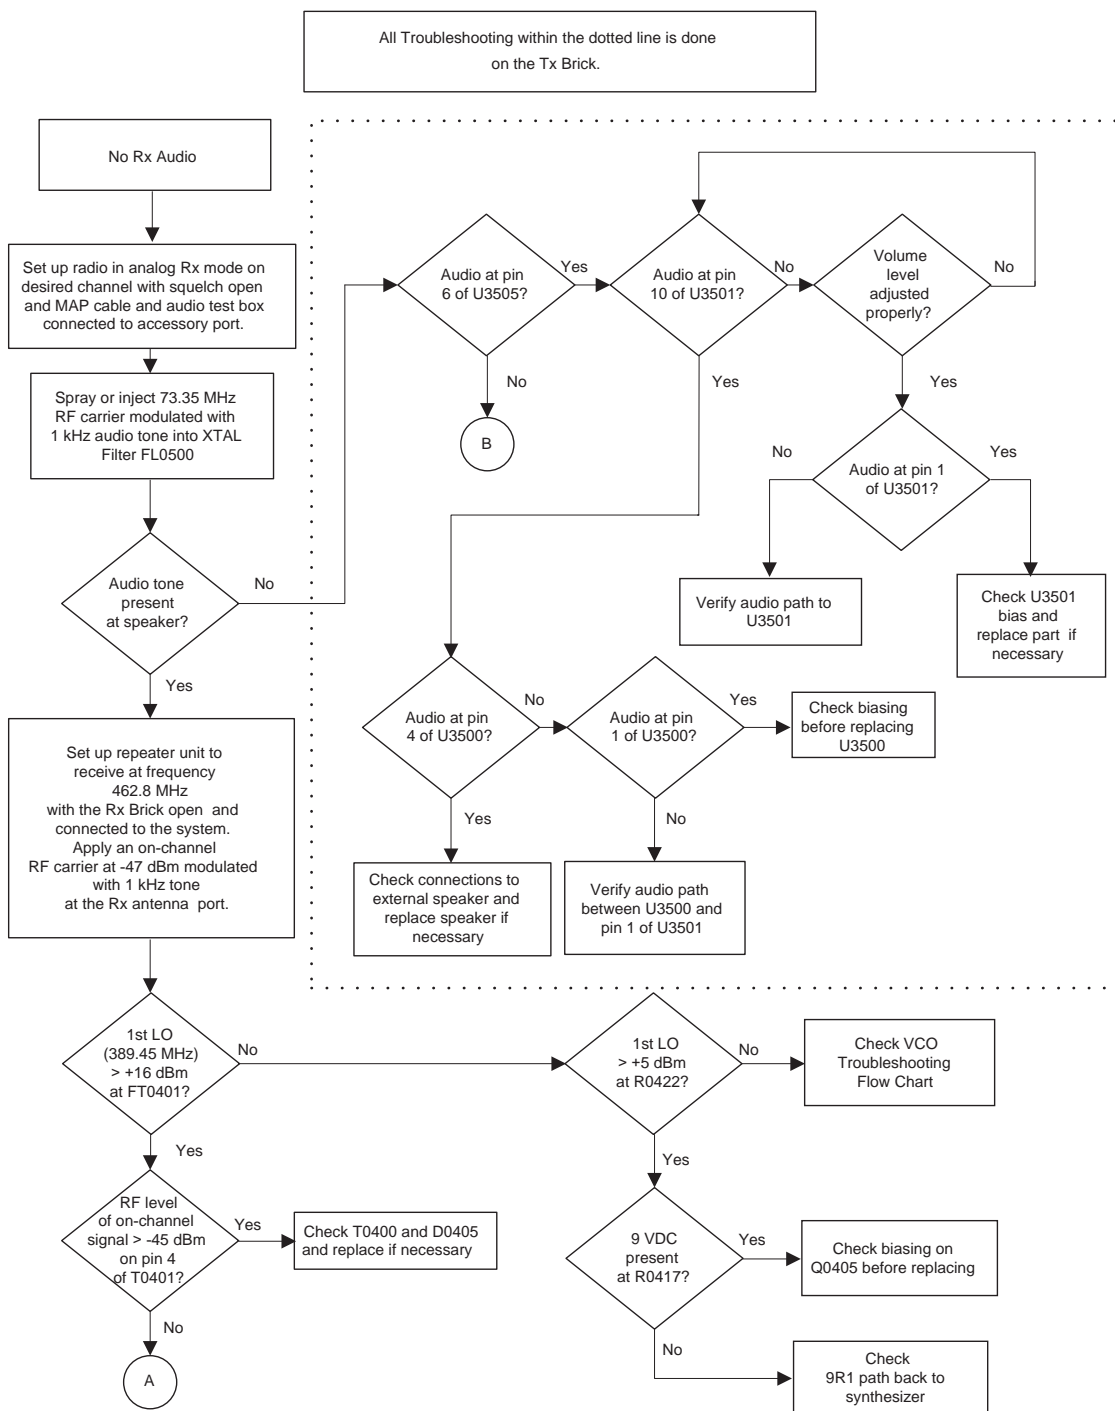 All Troubleshooting within the dotted line is done
on the Tx Brick.
No Rx Audio
Set up radio in analog Rx mode on
desired channel with squelch open
and MAP cable and audio test box
connected to accessory port.
Spray or inject 73.35 MHz
RF carrier modulated with
1 kHz audio tone into XTAL
Filter FL0500
Audio tone
present
at speaker?
No
Yes
Set up repeater unit to
receive at frequency
462.8 MHz
with the Rx Brick open and
connected to the system.
Apply an on-channel
RF carrier at -47 dBm modulated
with 1 kHz tone
at the Rx antenna port.
Audio at pin
6 of U3505?
Yes
No
B
Audio at pin
10 of U3501?
No
Yes
Volume
level
adjusted
properly?
No
Yes
Audio at pin 1
of U3501?
No
Yes
Verify audio path to
U3501
Check U3501
bias and
replace part if
necessary
Audio at pin
4 of U3500?
No
Yes
Audio at pin
1 of U3500?
Yes
No
Check biasing
before replacing
U3500
Check connections to
external speaker and
replace speaker if
necessary
Verify audio path
between U3500 and
pin 1 of U3501
1st LO
(389.45 MHz)
> +16 dBm
at FT0401?
No
Yes
1st LO
> +5 dBm
at R0422?
No
Yes
Check VCO
Troubleshooting
Flow Chart
RF level
of on-channel
signal > -45 dBm
on pin 4
of T0401?
Yes
No
Check T0400 and D0405
and replace if necessary
A
9 VDC
present
at R0417?
Yes
No
Check biasing on
Q0405 before replacing
Check
9R1 path back to
synthesizer